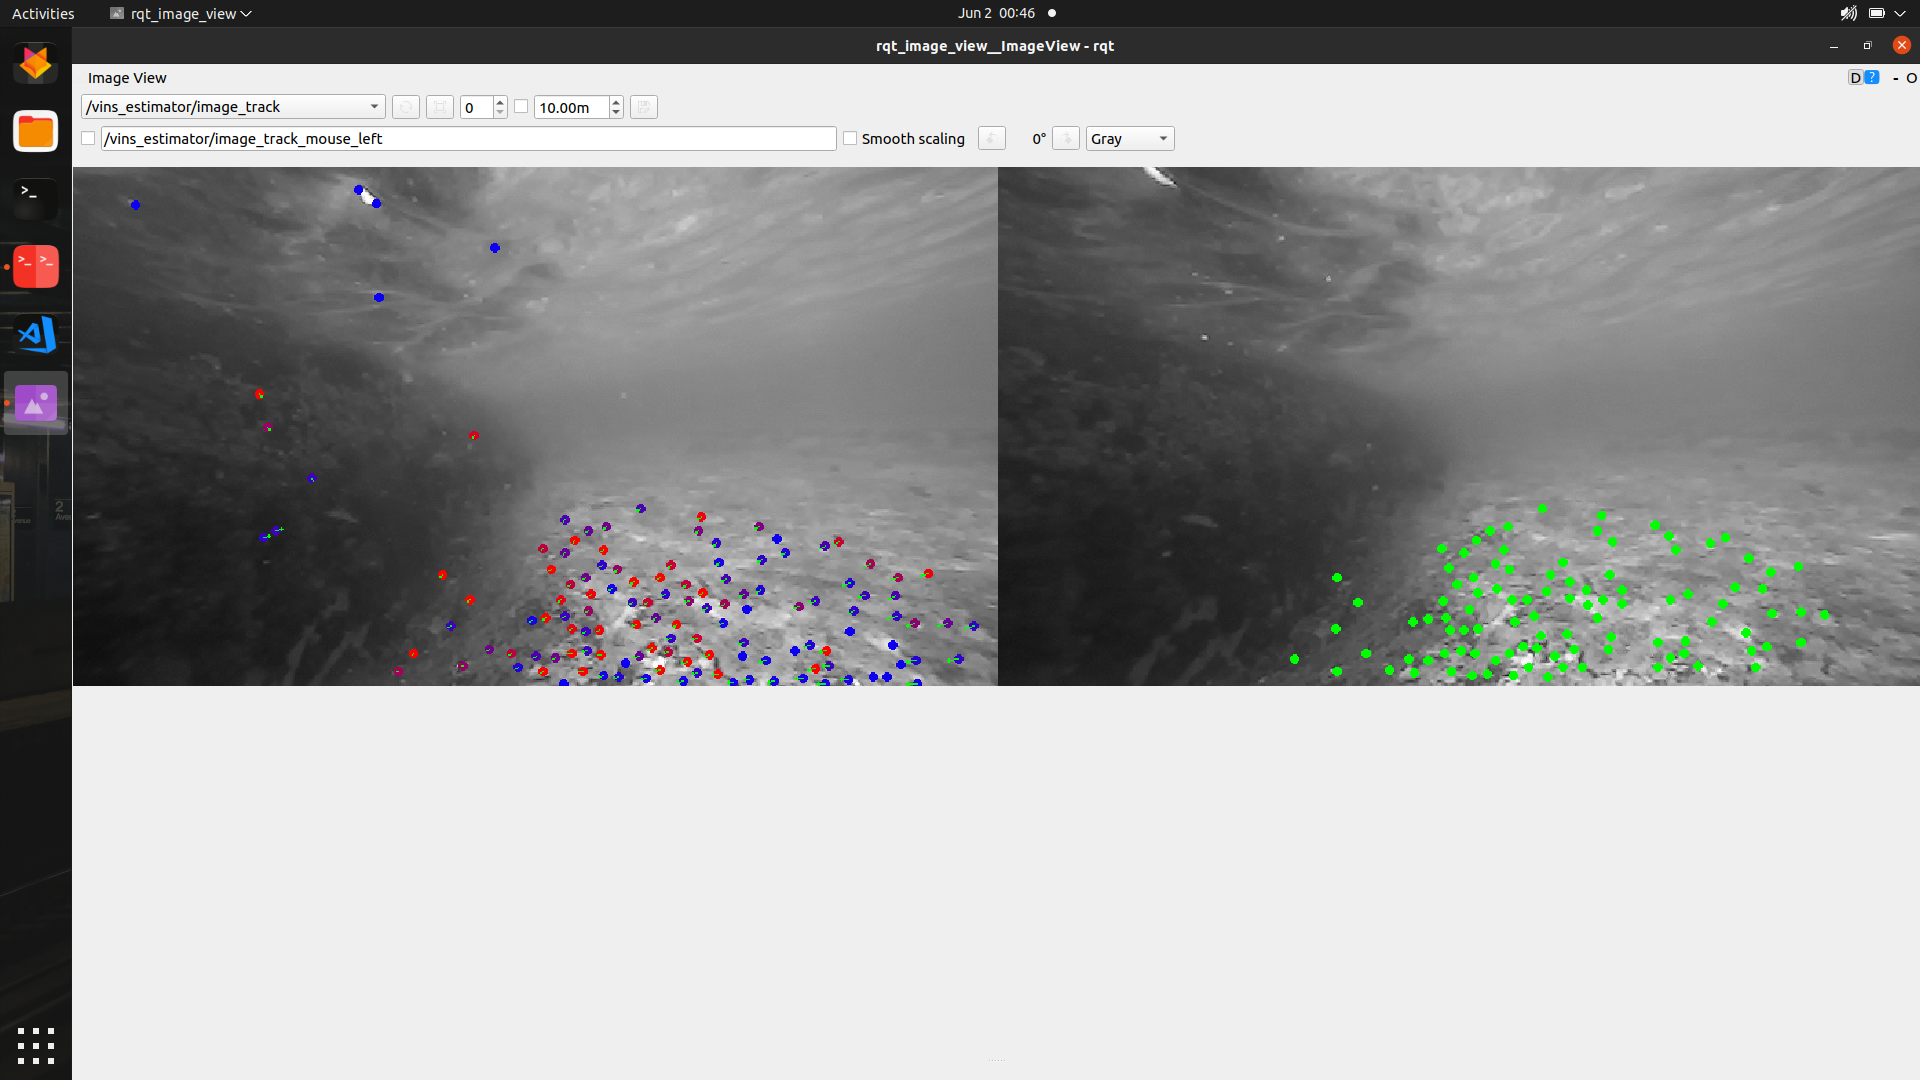 Activities
rqt_image_view
Jun 2 00:46
rqt_image_view__ImageView - rqt
Image View
D ? - O
/vins_estimator/image_track
0
10.00m
/vins_estimator/image_track_mouse_left
Smooth scaling
0°
Gray
>_
>_ >_
2